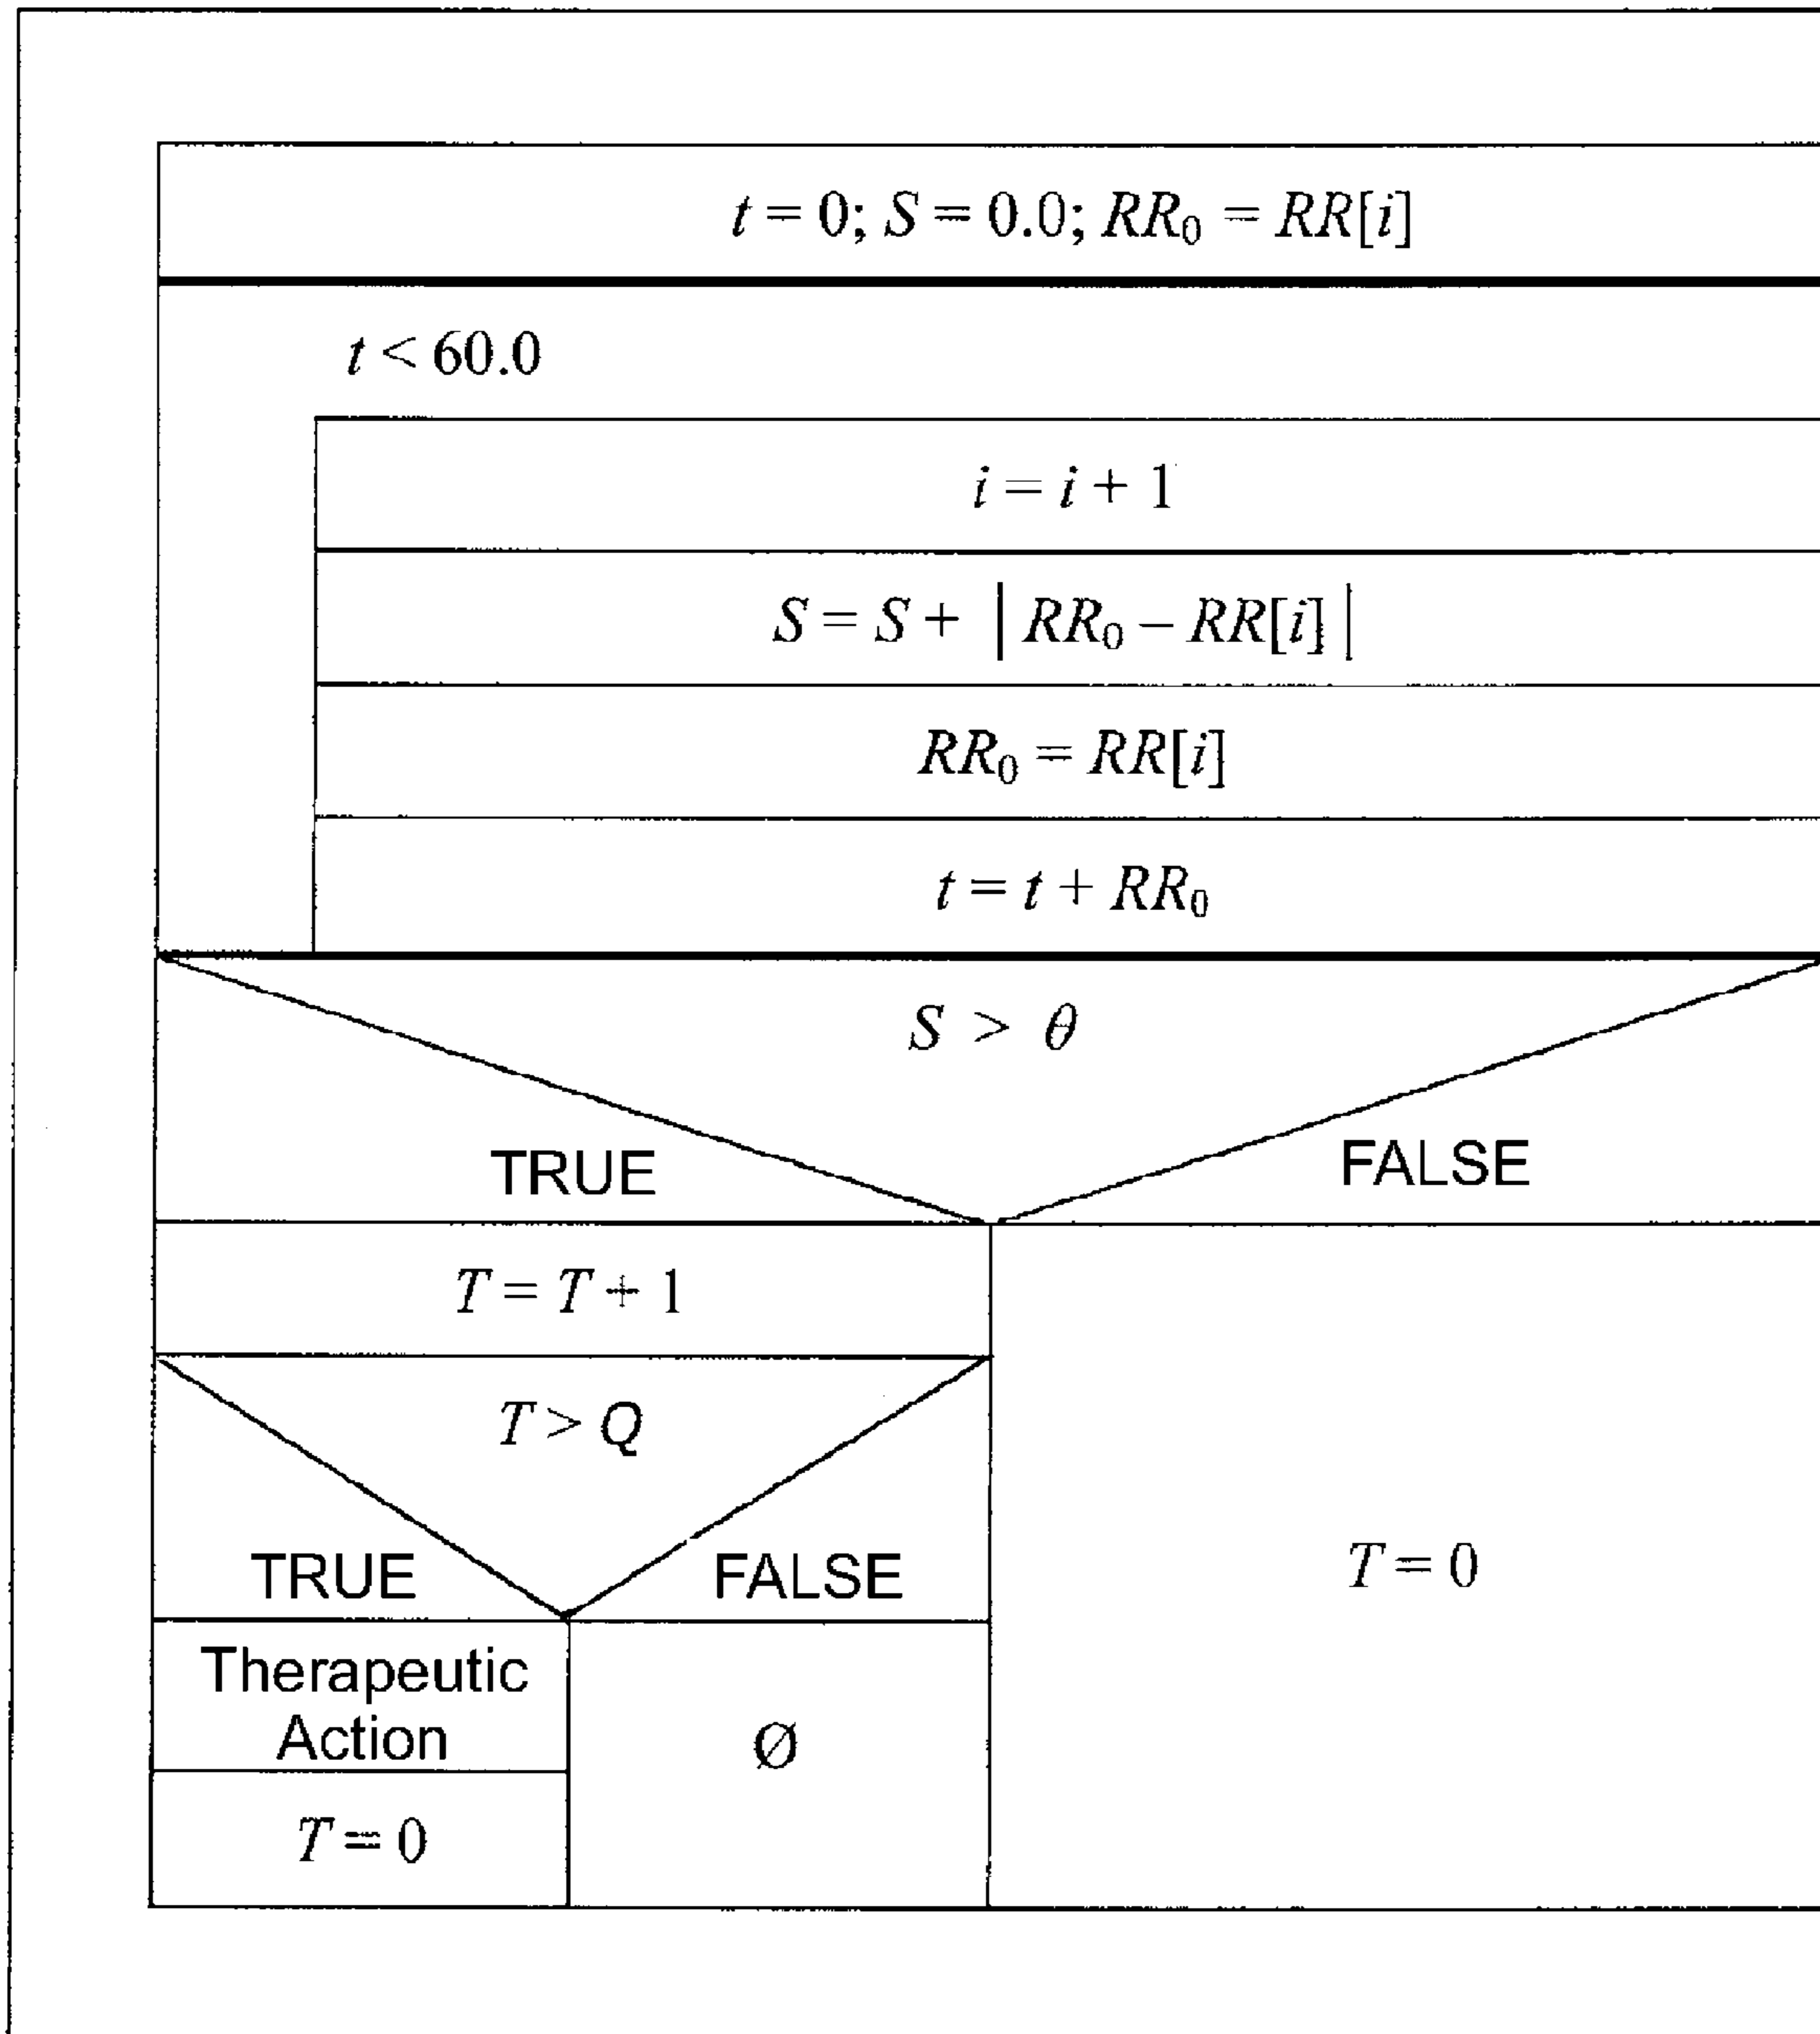 t = 0; S = 0.0; RR₀ = RR[i]
t < 60.0
i = i + 1
S = S + | RR₀ – RR[i] |
RR₀ = RR[i]
t = t + RR₀
S > θ
TRUE FALSE
T = T + 1
T > Q
TRUE FALSE
T = 0
Therapeutic
Action
Ø
T = 0